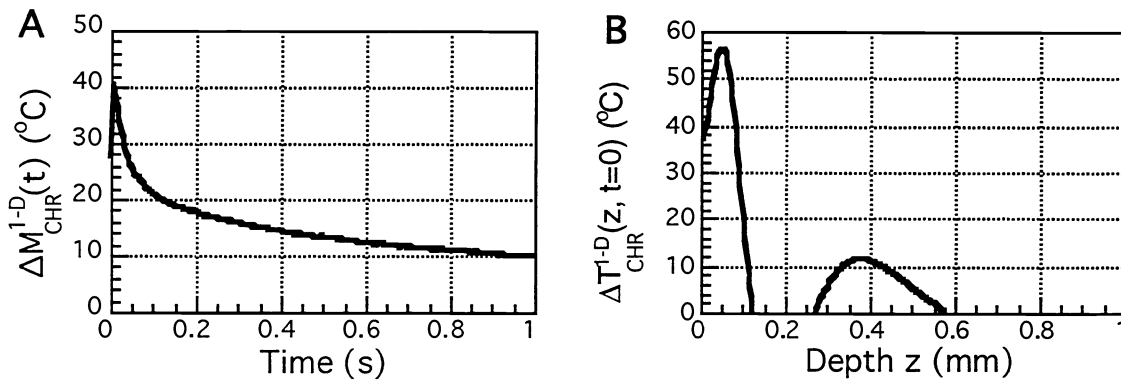 A
ΔM^{1-D}_{CHR}(t) (°C)
50
40
30
20
10
0
0 0.2 0.4 0.6 0.8 1
Time (s)
B
ΔT^{1-D}_{CHR}(z, t=0) (°C)
60
50
40
30
20
10
0
0 0.2 0.4 0.6 0.8 1
Depth z (mm)